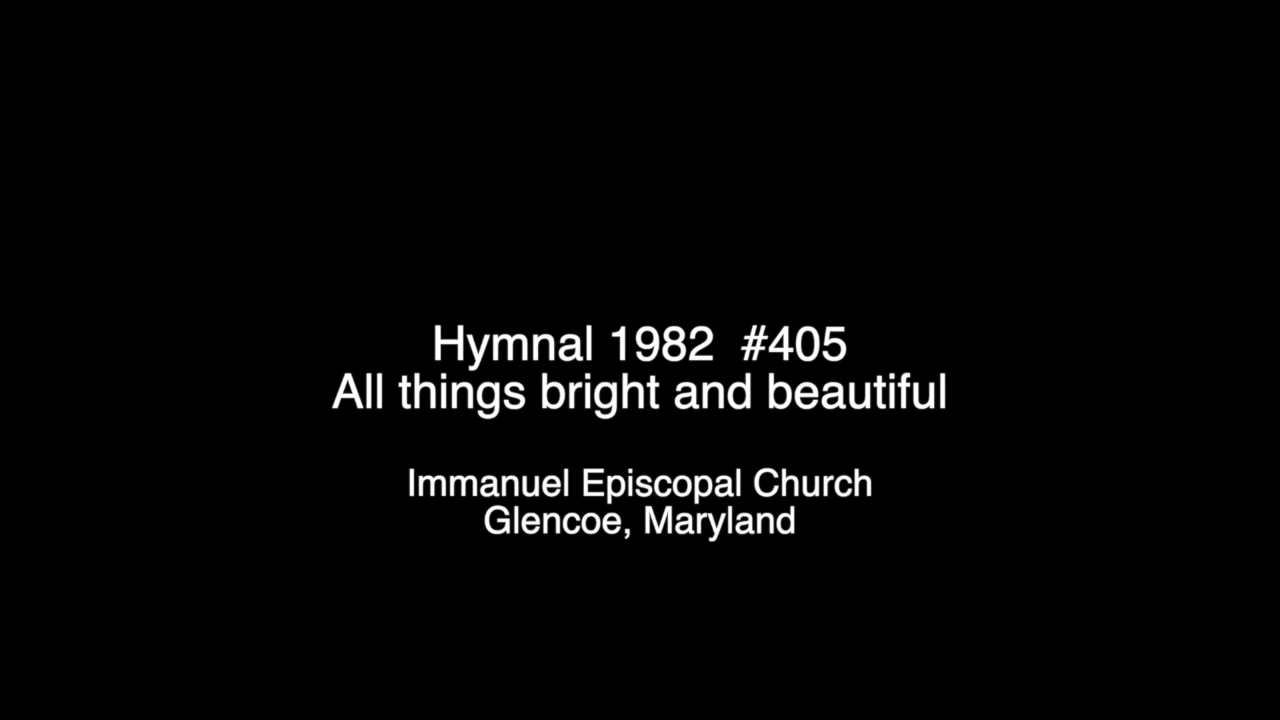 Hymnal 1982  #405
All things bright and beautiful
Immanuel Episcopal Church
Glencoe, Maryland